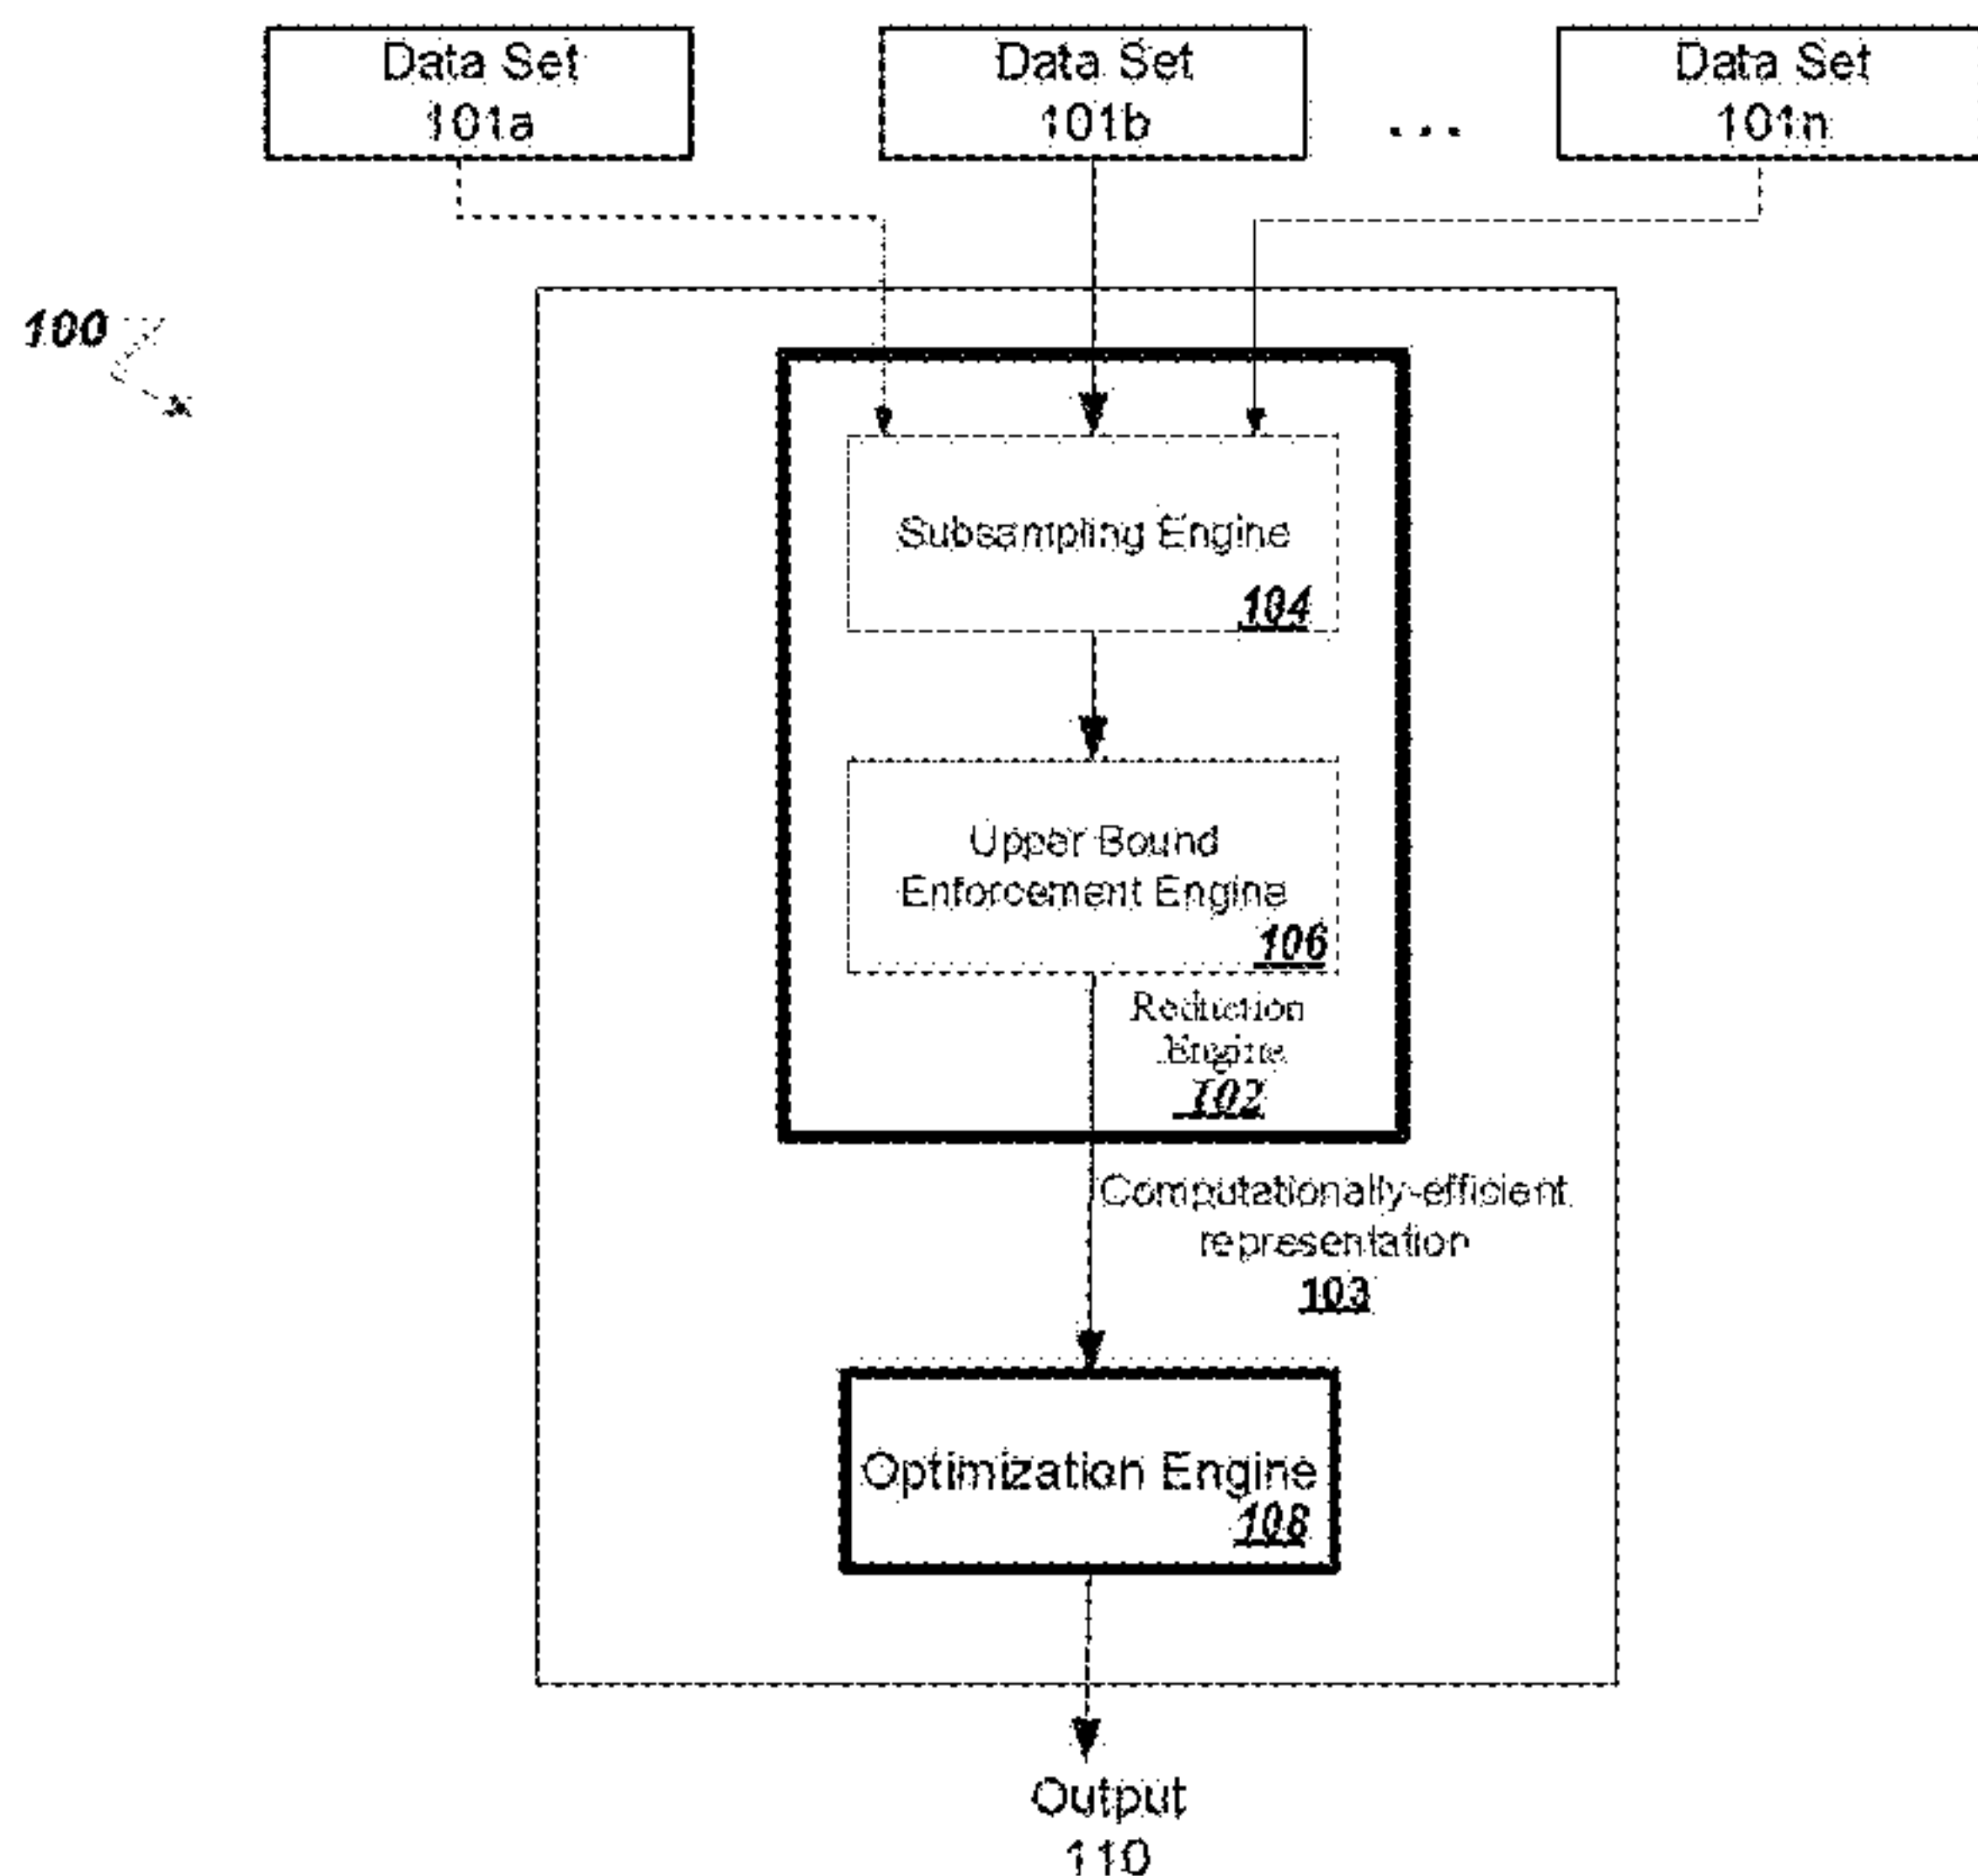 Data Set
101a
Data Set
101b
...
Data Set
101n
100
Subsampling Engine
104
Upper Bound
Enforcement Engine
106
Reduction
Engine
102
Computationally-efficient
representation
103
Optimization Engine
108
Output
110